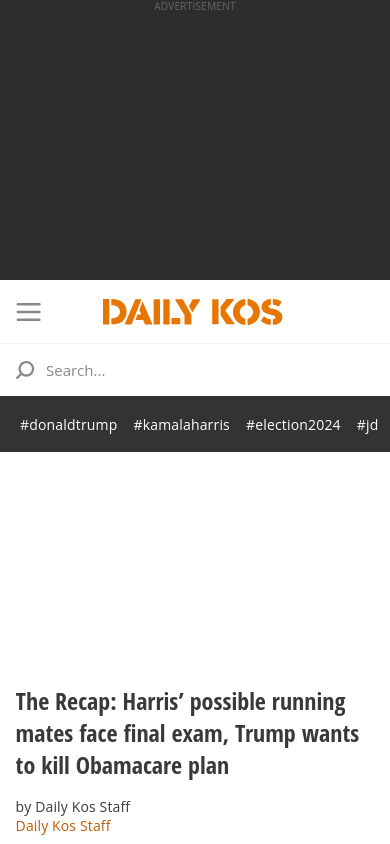 ADVERTISEMENT
DAILY KOS
Search...
#donaldtrump #kamalaharris #election2024 #jd
The Recap: Harris’ possible running
mates face final exam, Trump wants
to kill Obamacare plan
by Daily Kos Staff
Daily Kos Staff